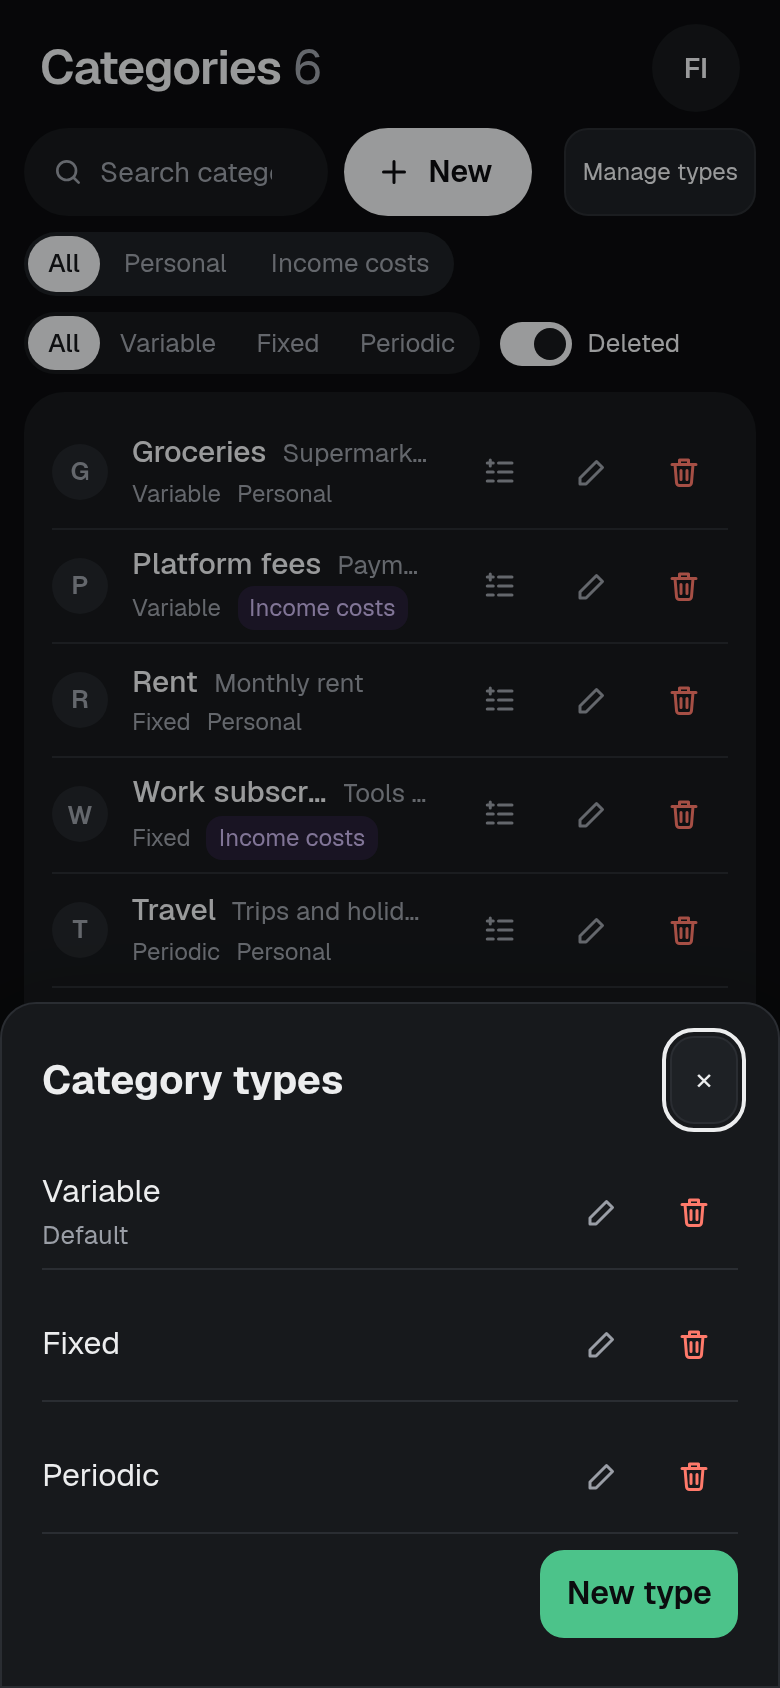 Categories 6
FI
Search categ
New
Manage types
All Personal Income costs
All Variable Fixed Periodic Deleted
G
Groceries Supermark...
Variable Personal
P
Platform fees Paym...
Variable Income costs
R
Rent Monthly rent
Fixed Personal
W
Work subscr... Tools ...
Fixed Income costs
T
Travel Trips and holid...
Periodic Personal
Category types
×
Variable
Default
Fixed
Periodic
New type